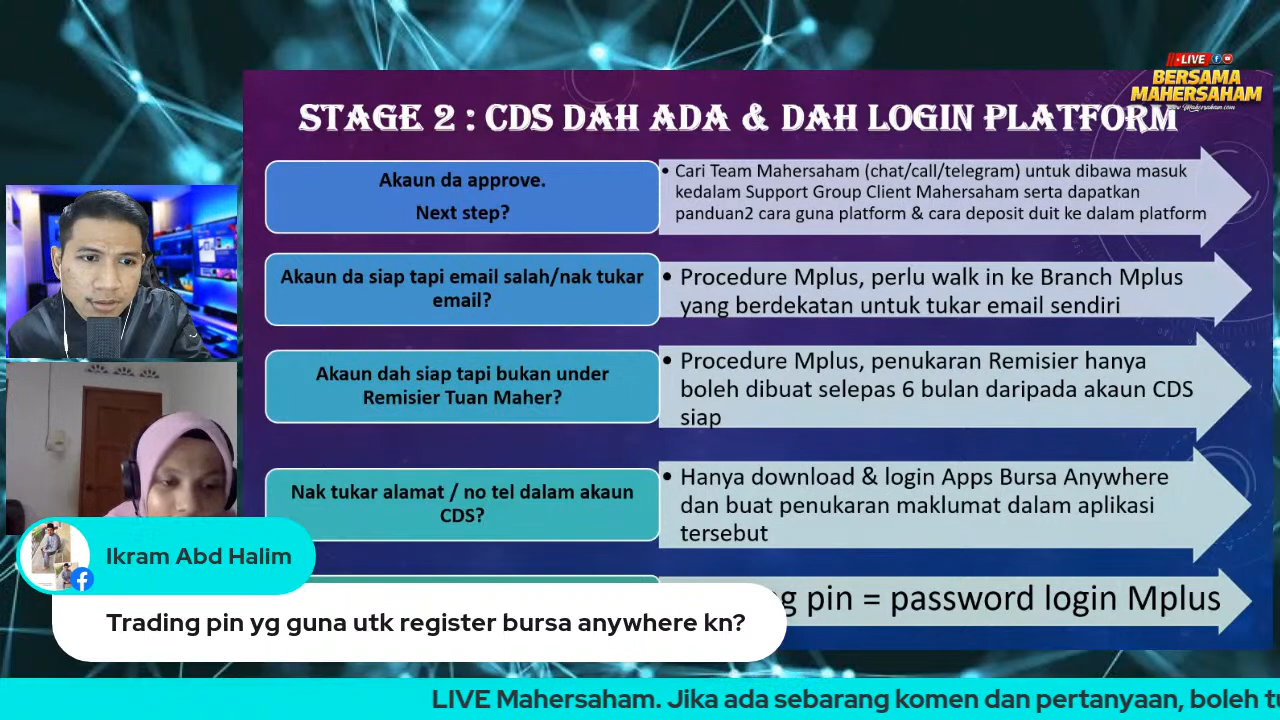 LIVE
BERSAMA
MAHERSAHAM
www.Mahersaham.com
STAGE 2 : CDS DAH ADA & DAH LOGIN PLATFORM
Akaun da approve.
Next step?
• Cari Team Mahersaham (chat/call/telegram) untuk dibawa masuk
kedalam Support Group Client Mahersaham serta dapatkan
panduan2 cara guna platform & cara deposit duit ke dalam platform
Akaun da siap tapi email salah/nak tukar
email?
• Procedure Mplus, perlu walk in ke Branch Mplus
yang berdekatan untuk tukar email sendiri
Akaun dah siap tapi bukan under
Remisier Tuan Maher?
• Procedure Mplus, penukaran Remisier hanya
boleh dibuat selepas 6 bulan daripada akaun CDS
siap
Nak tukar alamat / no tel dalam akaun
CDS?
• Hanya download & login Apps Bursa Anywhere
dan buat penukaran maklumat dalam aplikasi
tersebut
pin = password login Mplus
Ikram Abd Halim
Trading pin yg guna utk register bursa anywhere kn?
LIVE Mahersaham. Jika ada sebarang komen dan pertanyaan, boleh